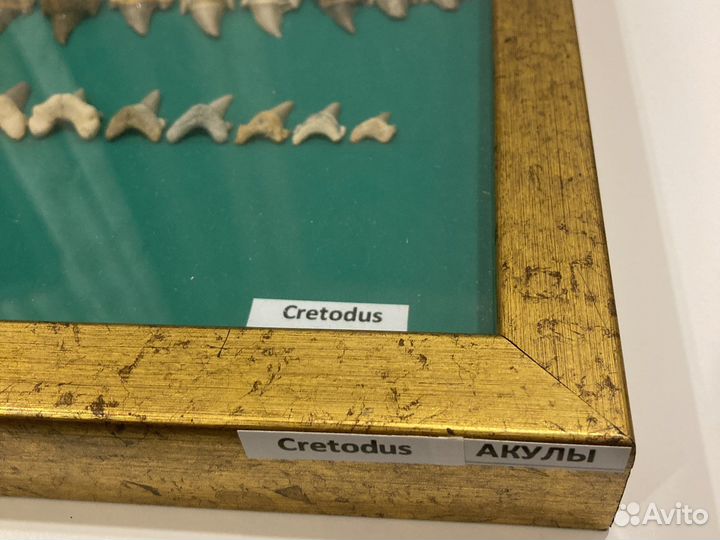 Cretodus
Cretodus АКУЛЫ
Avito